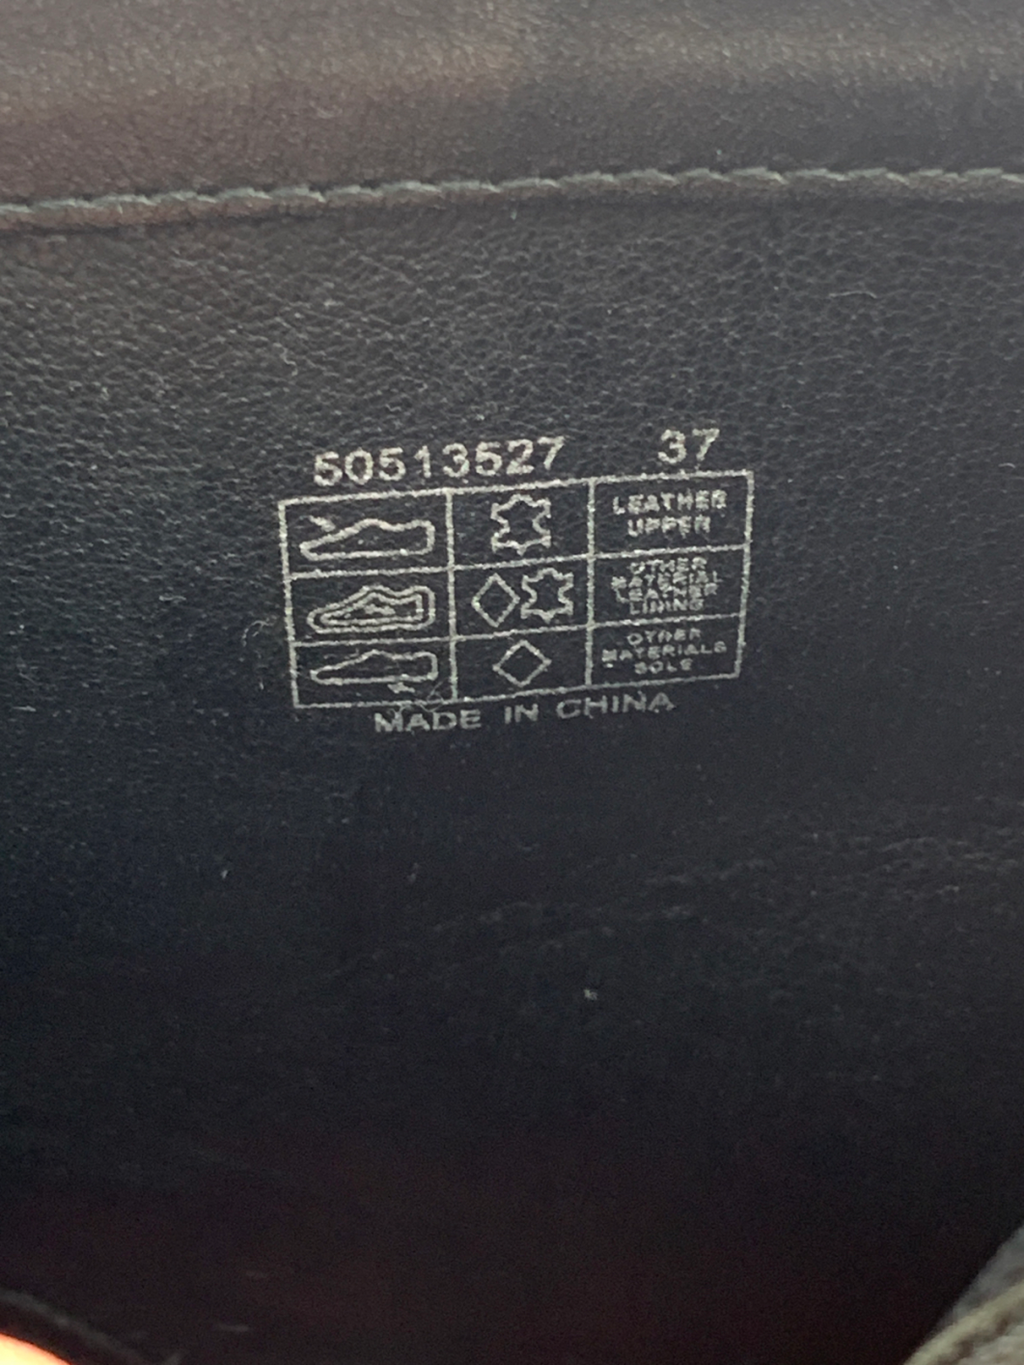 50513527 37
LEATHER
UPPER
OTHER
MATERIAL
LEATHER
LINING
OTHER
MATERIALS
SOLE
MADE IN CHINA